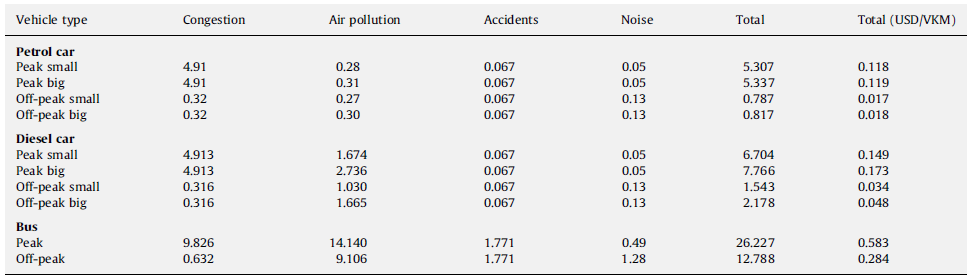 Vehicle type Congestion Air pollution Accidents Noise Total Total (USD/VKM)
Petrol car
Peak small 4.91 0.28 0.067 0.05 5.307 0.118
Peak big 4.91 0.31 0.067 0.05 5.337 0.119
Off-peak small 0.32 0.27 0.067 0.13 0.787 0.017
Off-peak big 0.32 0.30 0.067 0.13 0.817 0.018
Diesel car
Peak small 4.913 1.674 0.067 0.05 6.704 0.149
Peak big 4.913 2.736 0.067 0.05 7.766 0.173
Off-peak small 0.316 1.030 0.067 0.13 1.543 0.034
Off-peak big 0.316 1.665 0.067 0.13 2.178 0.048
Bus
Peak 9.826 14.140 1.771 0.49 26.227 0.583
Off-peak 0.632 9.106 1.771 1.28 12.788 0.284